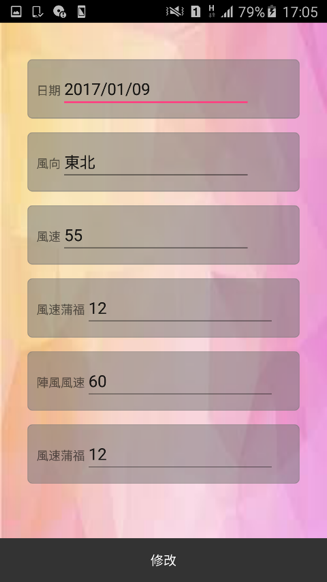 79% 17:05
日期 2017/01/09
風向 東北
風速 55
風速蒲福 12
陣風風速 60
風速蒲福 12
修改